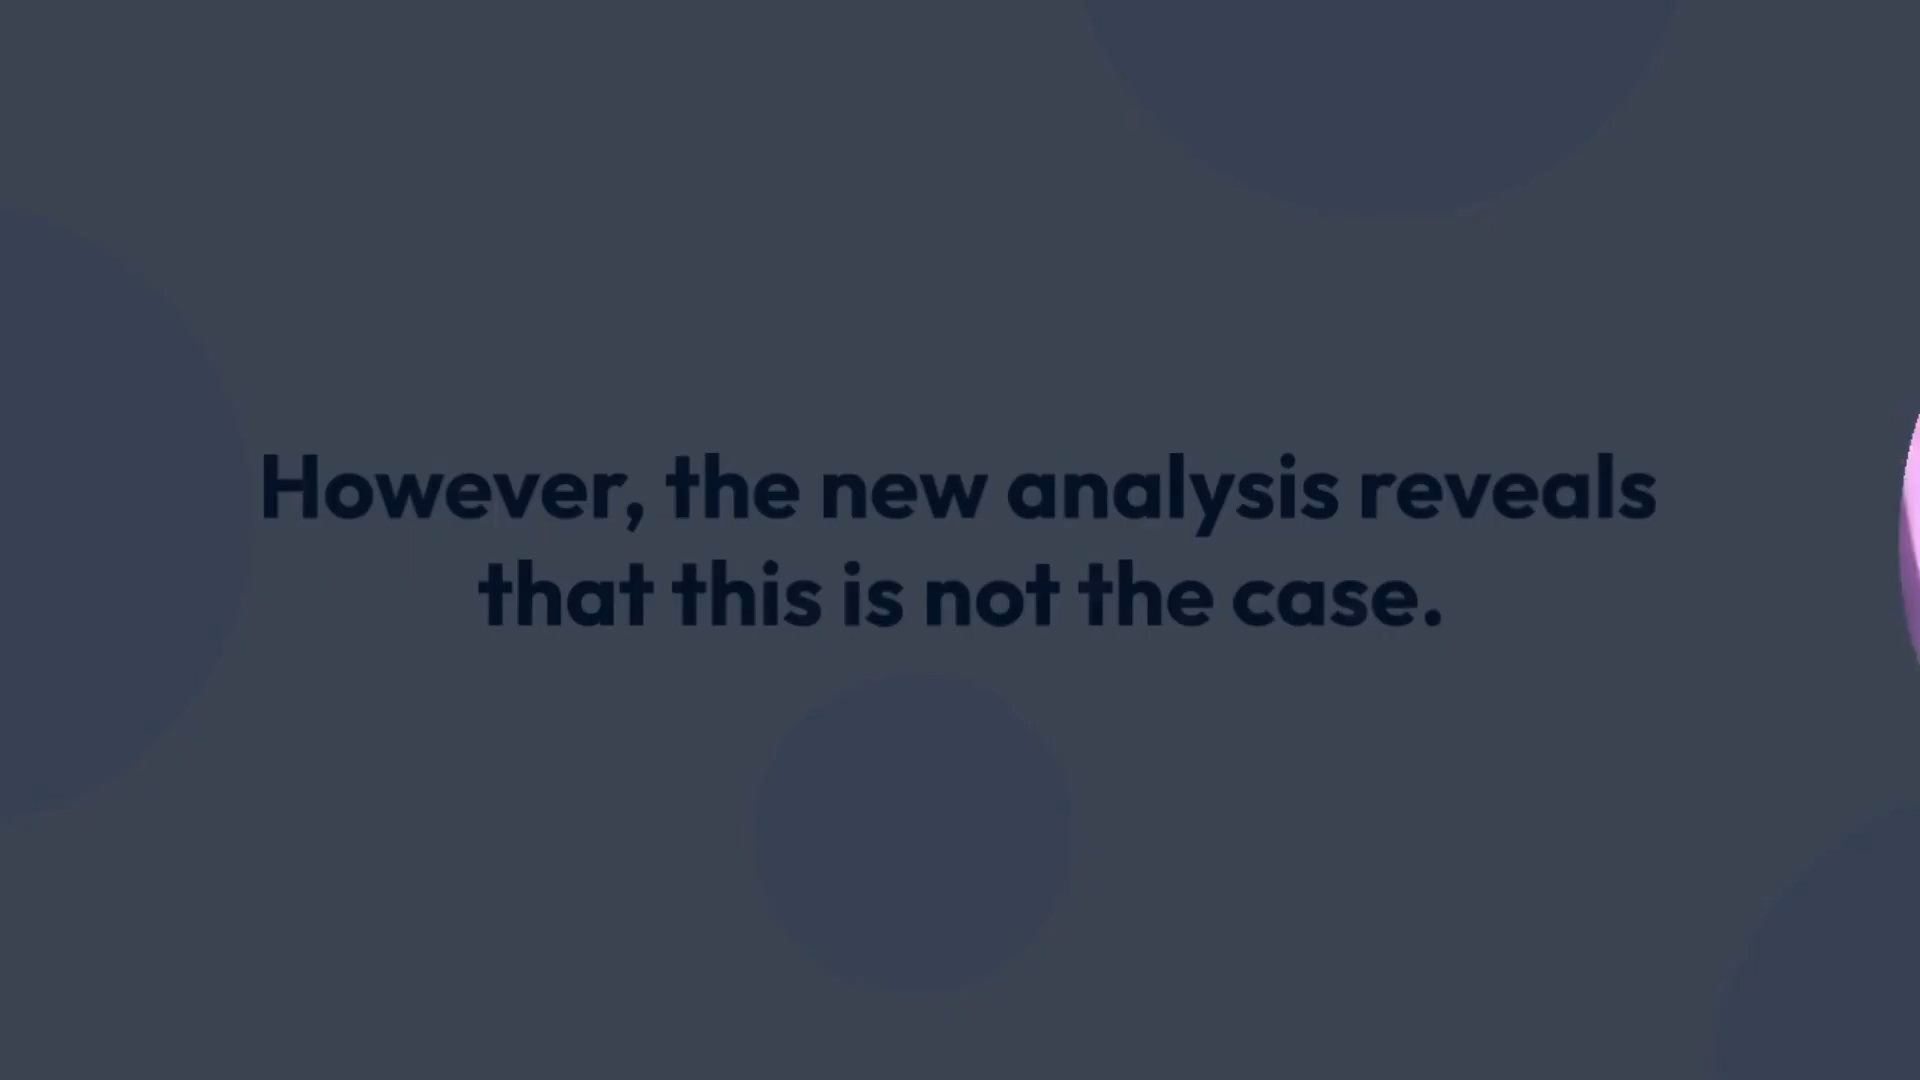 However, the new analysis reveals
that this is not the case.